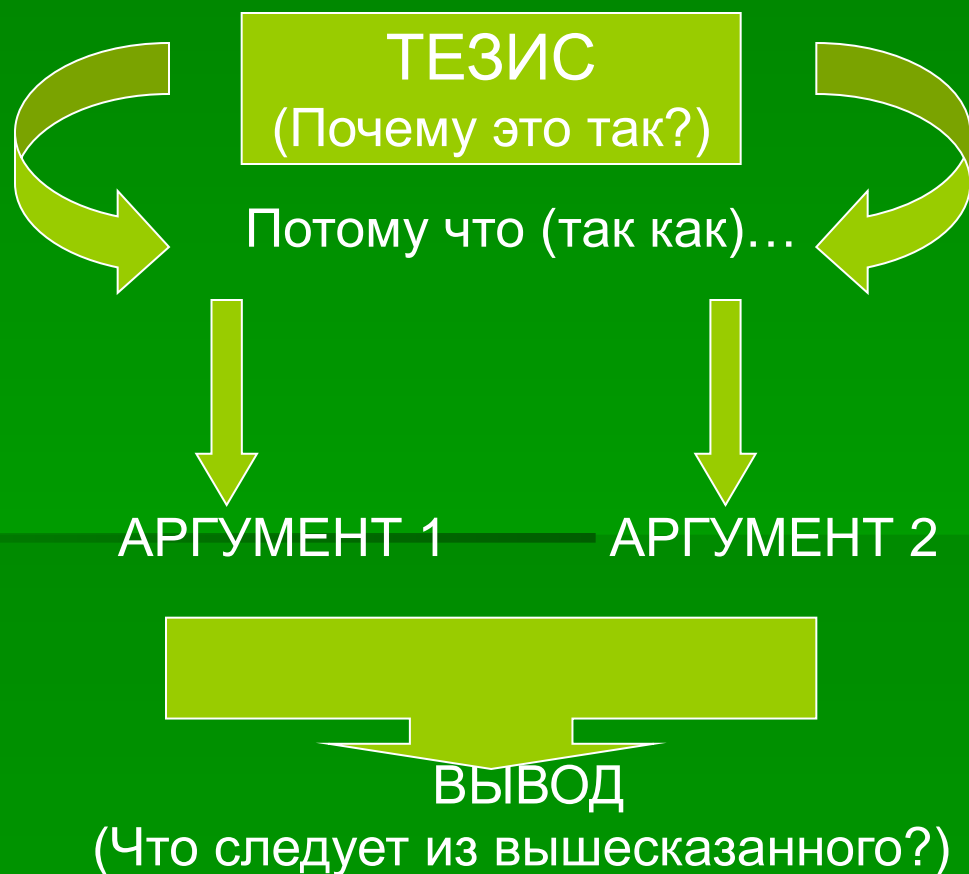 ТЕЗИС
(Почему это так?)
Потому что (так как)…
АРГУМЕНТ 1
АРГУМЕНТ 2
ВЫВОД
(Что следует из вышесказанного?)